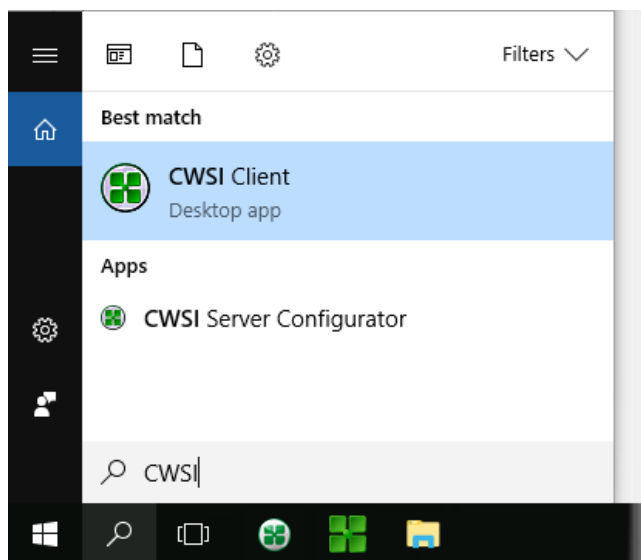 Filters
Best match
CWSI Client
Desktop app
Apps
CWSI Server Configurator
CWSI